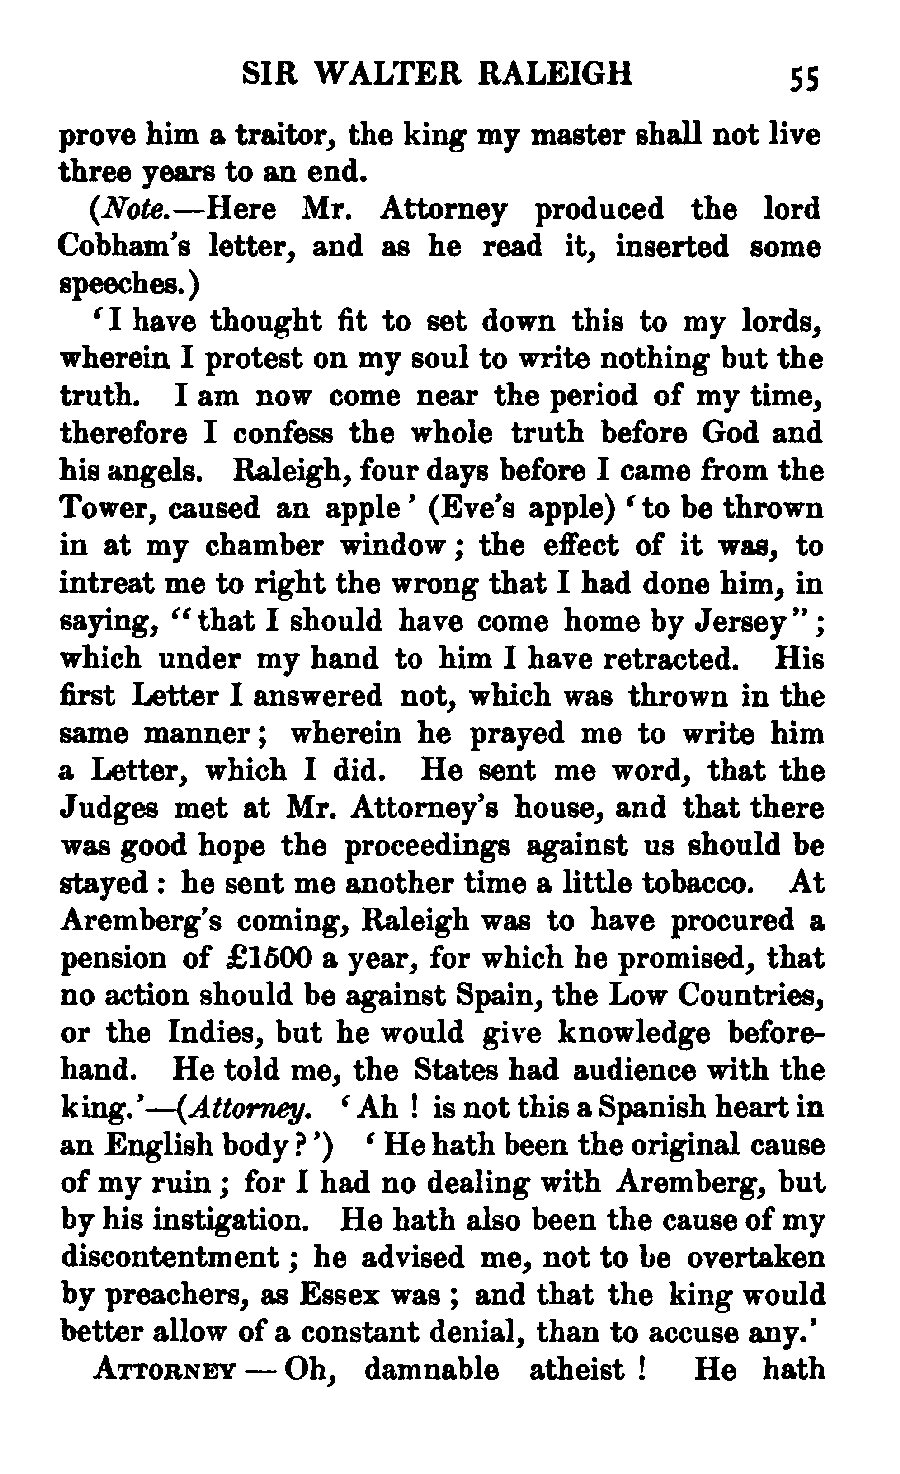 SIR WALTER RALEIGH 55
prove him a traitor, the king my master shall not live
three years to an end.
(Note.—Here Mr. Attorney produced the lord
Cobham's letter, and as he read it, inserted some
speeches.)
‘I have thought fit to set down this to my lords,
wherein I protest on my soul to write nothing but the
truth. I am now come near the period of my time,
therefore I confess the whole truth before God and
his angels. Raleigh, four days before I came from the
Tower, caused an apple’ (Eve's apple) ‘to be thrown
in at my chamber window; the effect of it was, to
intreat me to right the wrong that I had done him, in
saying, “that I should have come home by Jersey”;
which under my hand to him I have retracted. His
first Letter I answered not, which was thrown in the
same manner; wherein he prayed me to write him
a Letter, which I did. He sent me word, that the
Judges met at Mr. Attorney's house, and that there
was good hope the proceedings against us should be
stayed: he sent me another time a little tobacco. At
Aremberg's coming, Raleigh was to have procured a
pension of £1500 a year, for which he promised, that
no action should be against Spain, the Low Countries,
or the Indies, but he would give knowledge before-
hand. He told me, the States had audience with the
king.’—(Attorney. ‘Ah! is not this a Spanish heart in
an English body?’) ‘He hath been the original cause
of my ruin; for I had no dealing with Aremberg, but
by his instigation. He hath also been the cause of my
discontentment; he advised me, not to be overtaken
by preachers, as Essex was; and that the king would
better allow of a constant denial, than to accuse any.’
ATTORNEY — Oh, damnable atheist! He hath